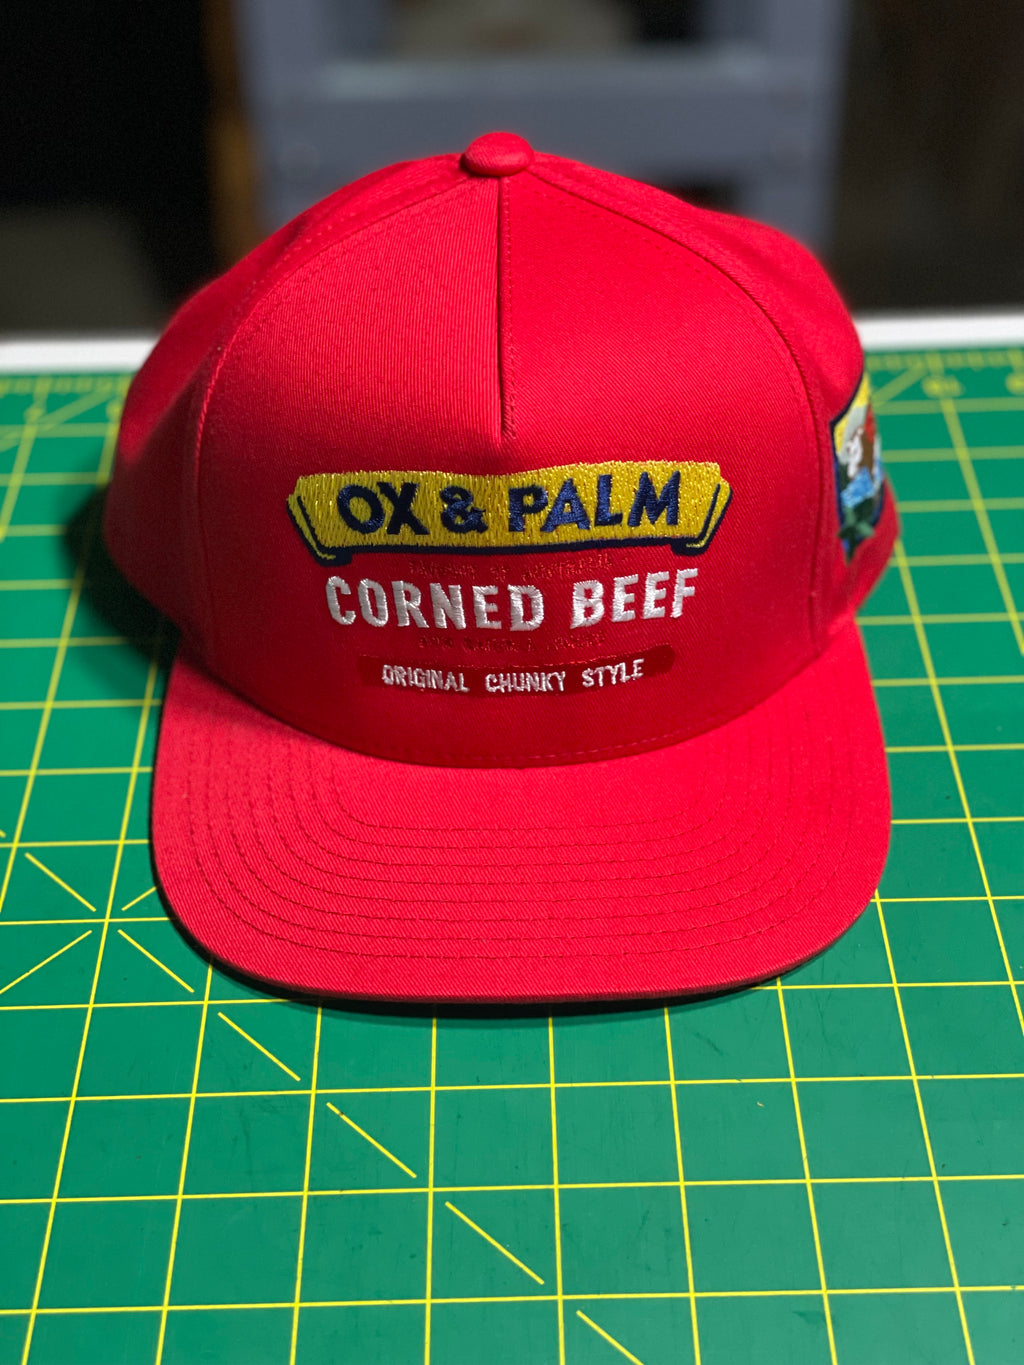 OX & PALM
CORNED BEEF
ORIGINAL CHUNKY STYLE